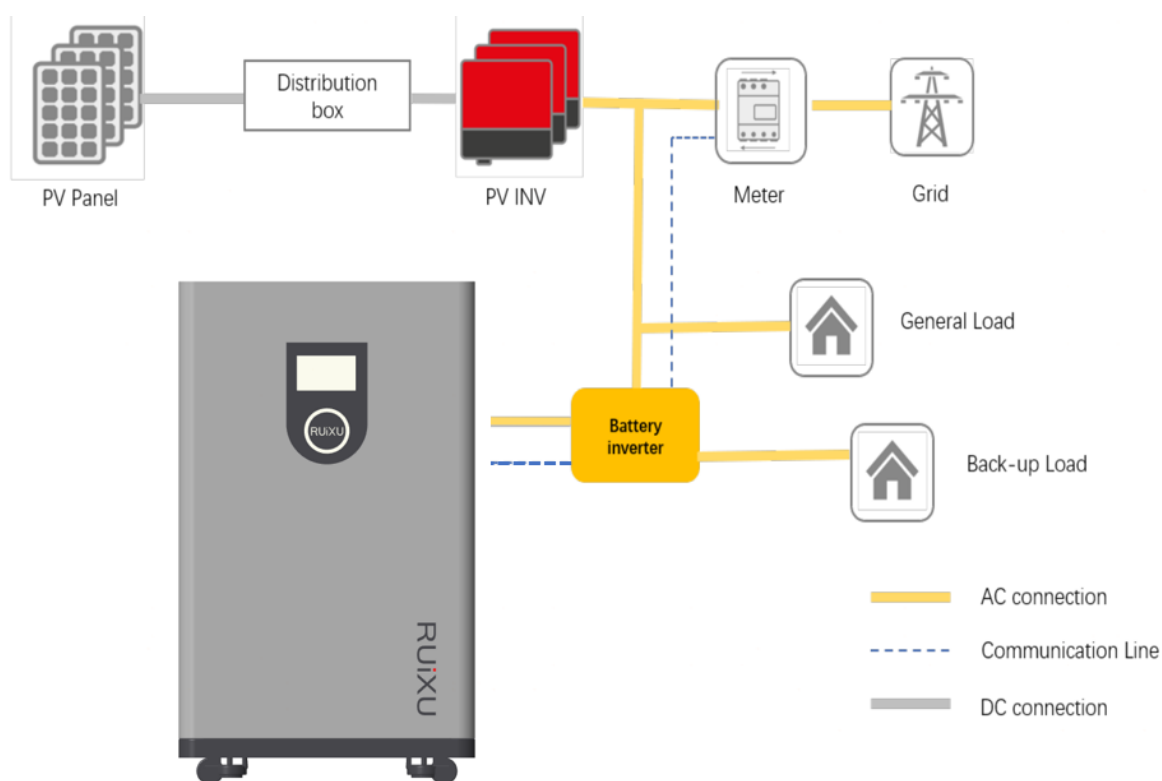 Distribution
box
PV Panel
PV INV
Meter
Grid
General Load
RUiXU
Battery
inverter
Back-up Load
AC connection
RUiXU
Communication Line
DC connection